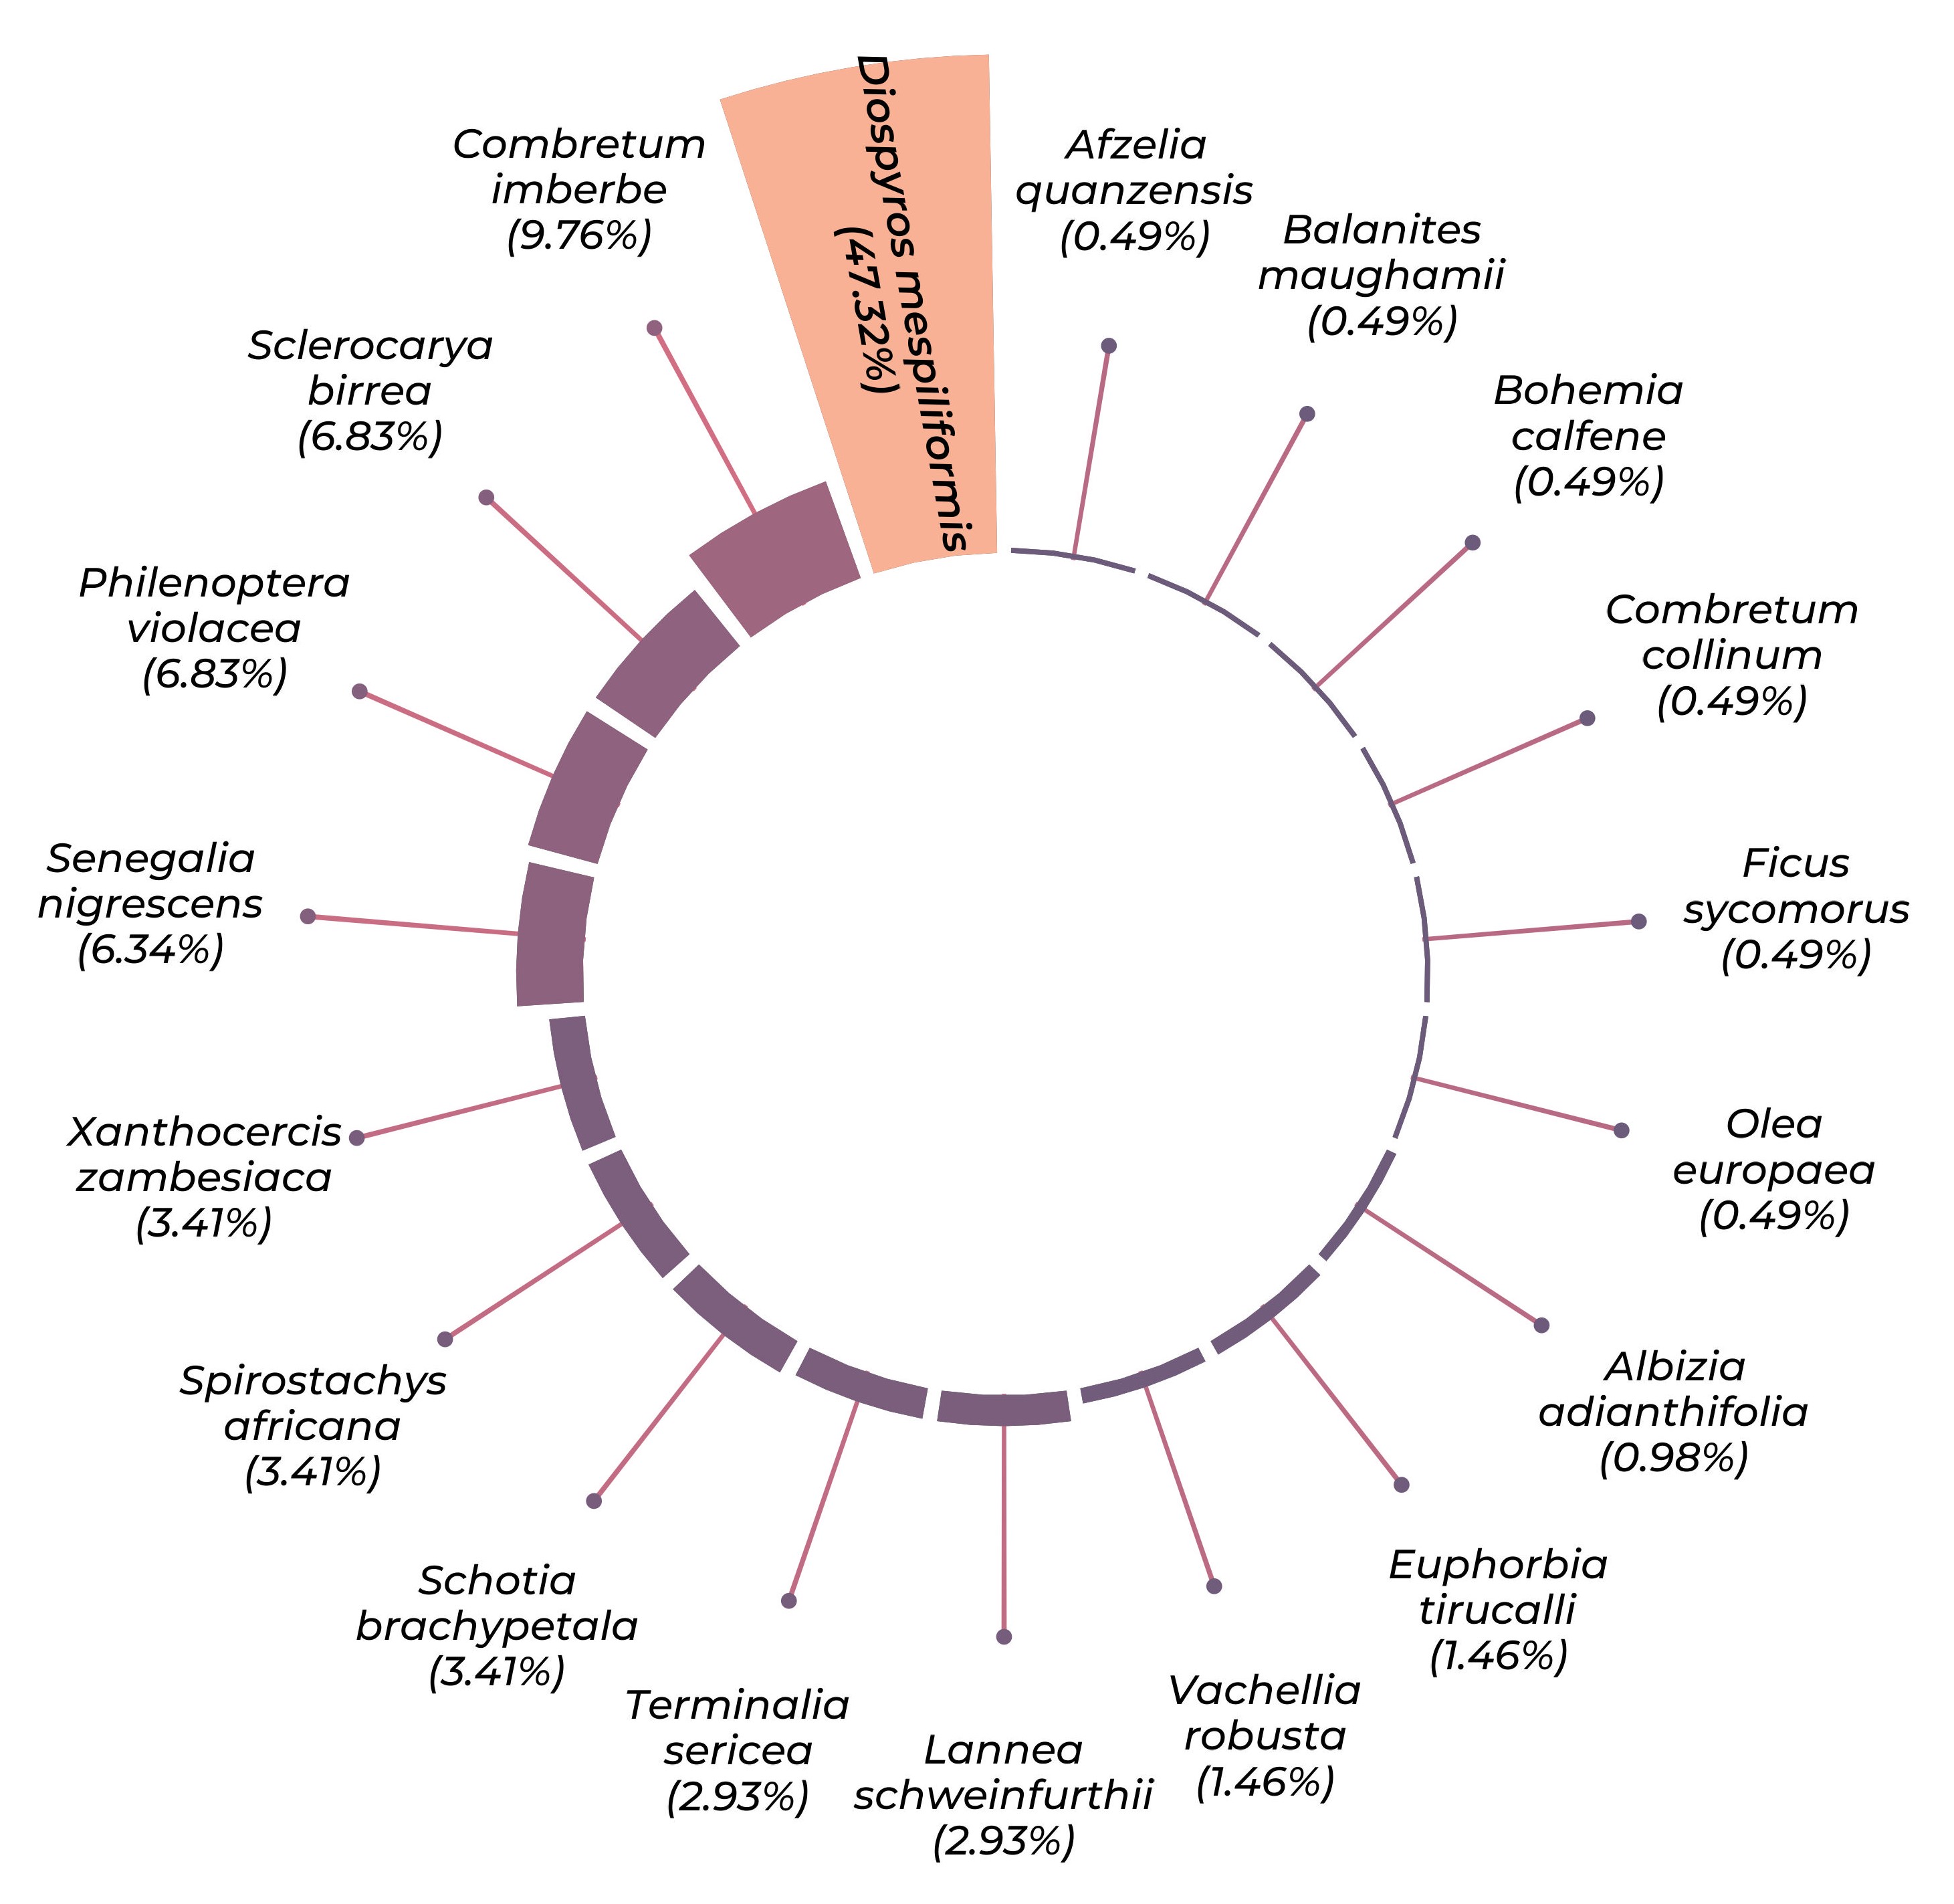 Diospyros mespiliformis
(47.32%)
Afzelia
quanzensis
(0.49%)
Balanites
maughamii
(0.49%)
Bohemia
calfene
(0.49%)
Combretum
collinum
(0.49%)
Ficus
sycomorus
(0.49%)
Olea
europaea
(0.49%)
Albizia
adianthifolia
(0.98%)
Euphorbia
tirucalli
(1.46%)
Vachellia
robusta
(1.46%)
Lannea
schweinfurthii
(2.93%)
Terminalia
sericea
(2.93%)
Schotia
brachypetala
(3.41%)
Spirostachys
africana
(3.41%)
Xanthocercis
zambesiaca
(3.41%)
Senegalia
nigrescens
(6.34%)
Philenoptera
violacea
(6.83%)
Sclerocarya
birrea
(6.83%)
Combretum
imberbe
(9.76%)